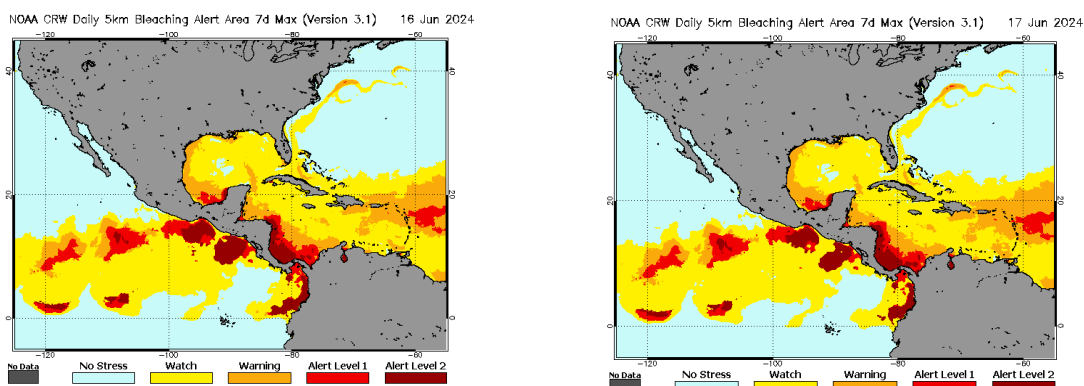 NOAA CRW Daily 5km Bleaching Alert Area 7d Max (Version 3.1) 16 Jun 2024
-120 -100 -80 -60
40 40
20 20
0 0
-120 -100 -80 -60
No Data No Stress Watch Warning Alert Level 1 Alert Level 2
NOAA CRW Daily 5km Bleaching Alert Area 7d Max (Version 3.1) 17 Jun 2024
-120 -100 -80 -60
40 40
20 20
0 0
-120 -100 -80 -60
No Data No Stress Watch Warning Alert Level 1 Alert Level 2